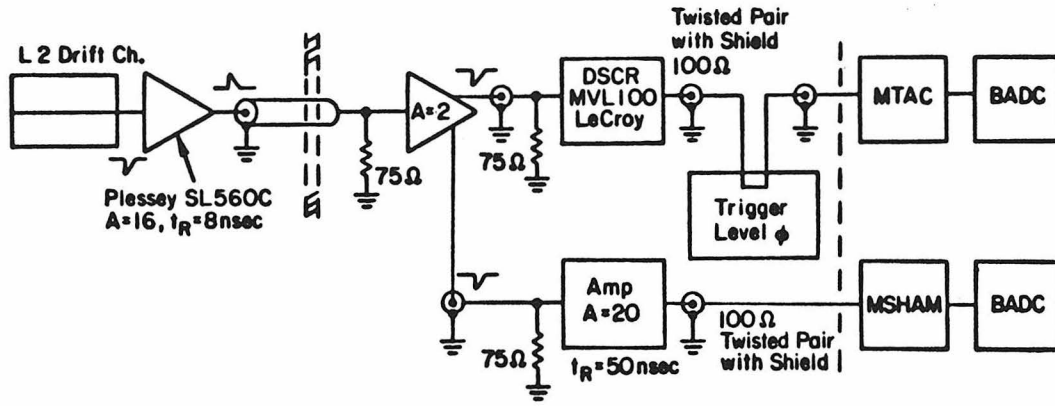 L 2 Drift Ch.
Plessey SL560C
A=16, tR=8nsec
75Ω
A=2
75Ω
DSCR
MVL100
LeCroy
Twisted Pair
with Shield
100Ω
Trigger
Level ϕ
MTAC
BADC
75Ω
Amp
A=20
tR=50nsec
100Ω
Twisted Pair
with Shield
MSHAM
BADC